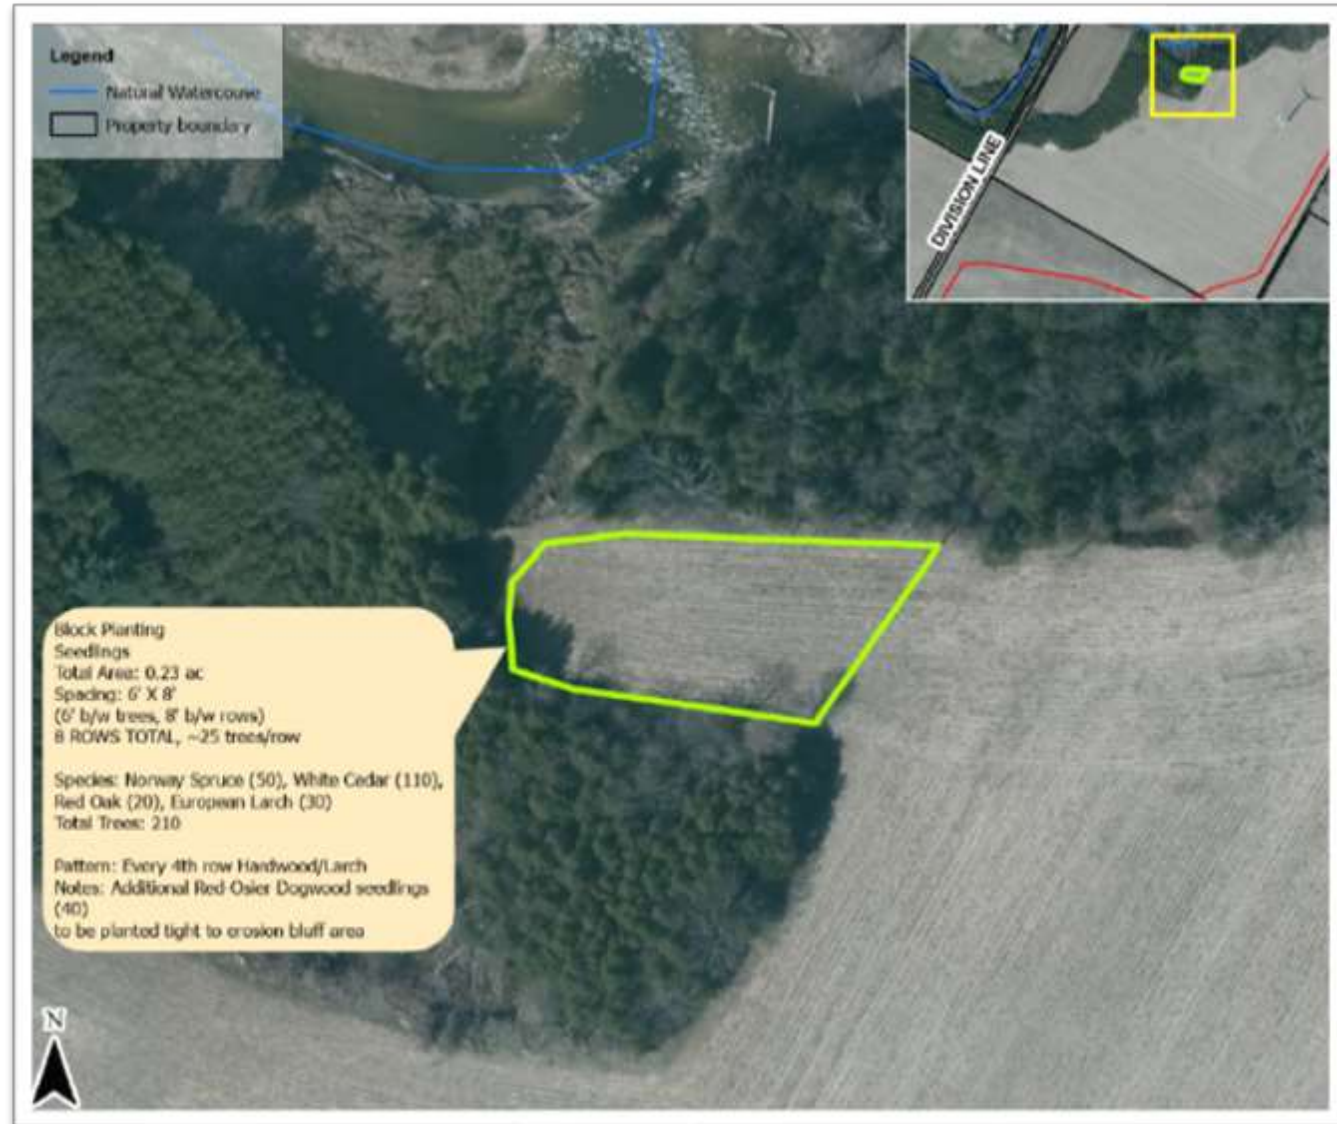 Legend
Natural Watercouse
Property boundary
DIVISION LINE
Block Planting
Seedlings
Total Area: 0.23 ac
Spacing: 6' X 8'
(6' b/w trees, 8' b/w rows)
8 ROWS TOTAL, ~25 trees/row
Species: Norway Spruce (50), White Cedar (110),
Red Oak (20), European Larch (30)
Total Trees: 210
Pattern: Every 4th row Hardwood/Larch
Notes: Additional Red Osier Dogwood seedlings
(40)
to be planted tight to erosion bluff area
N